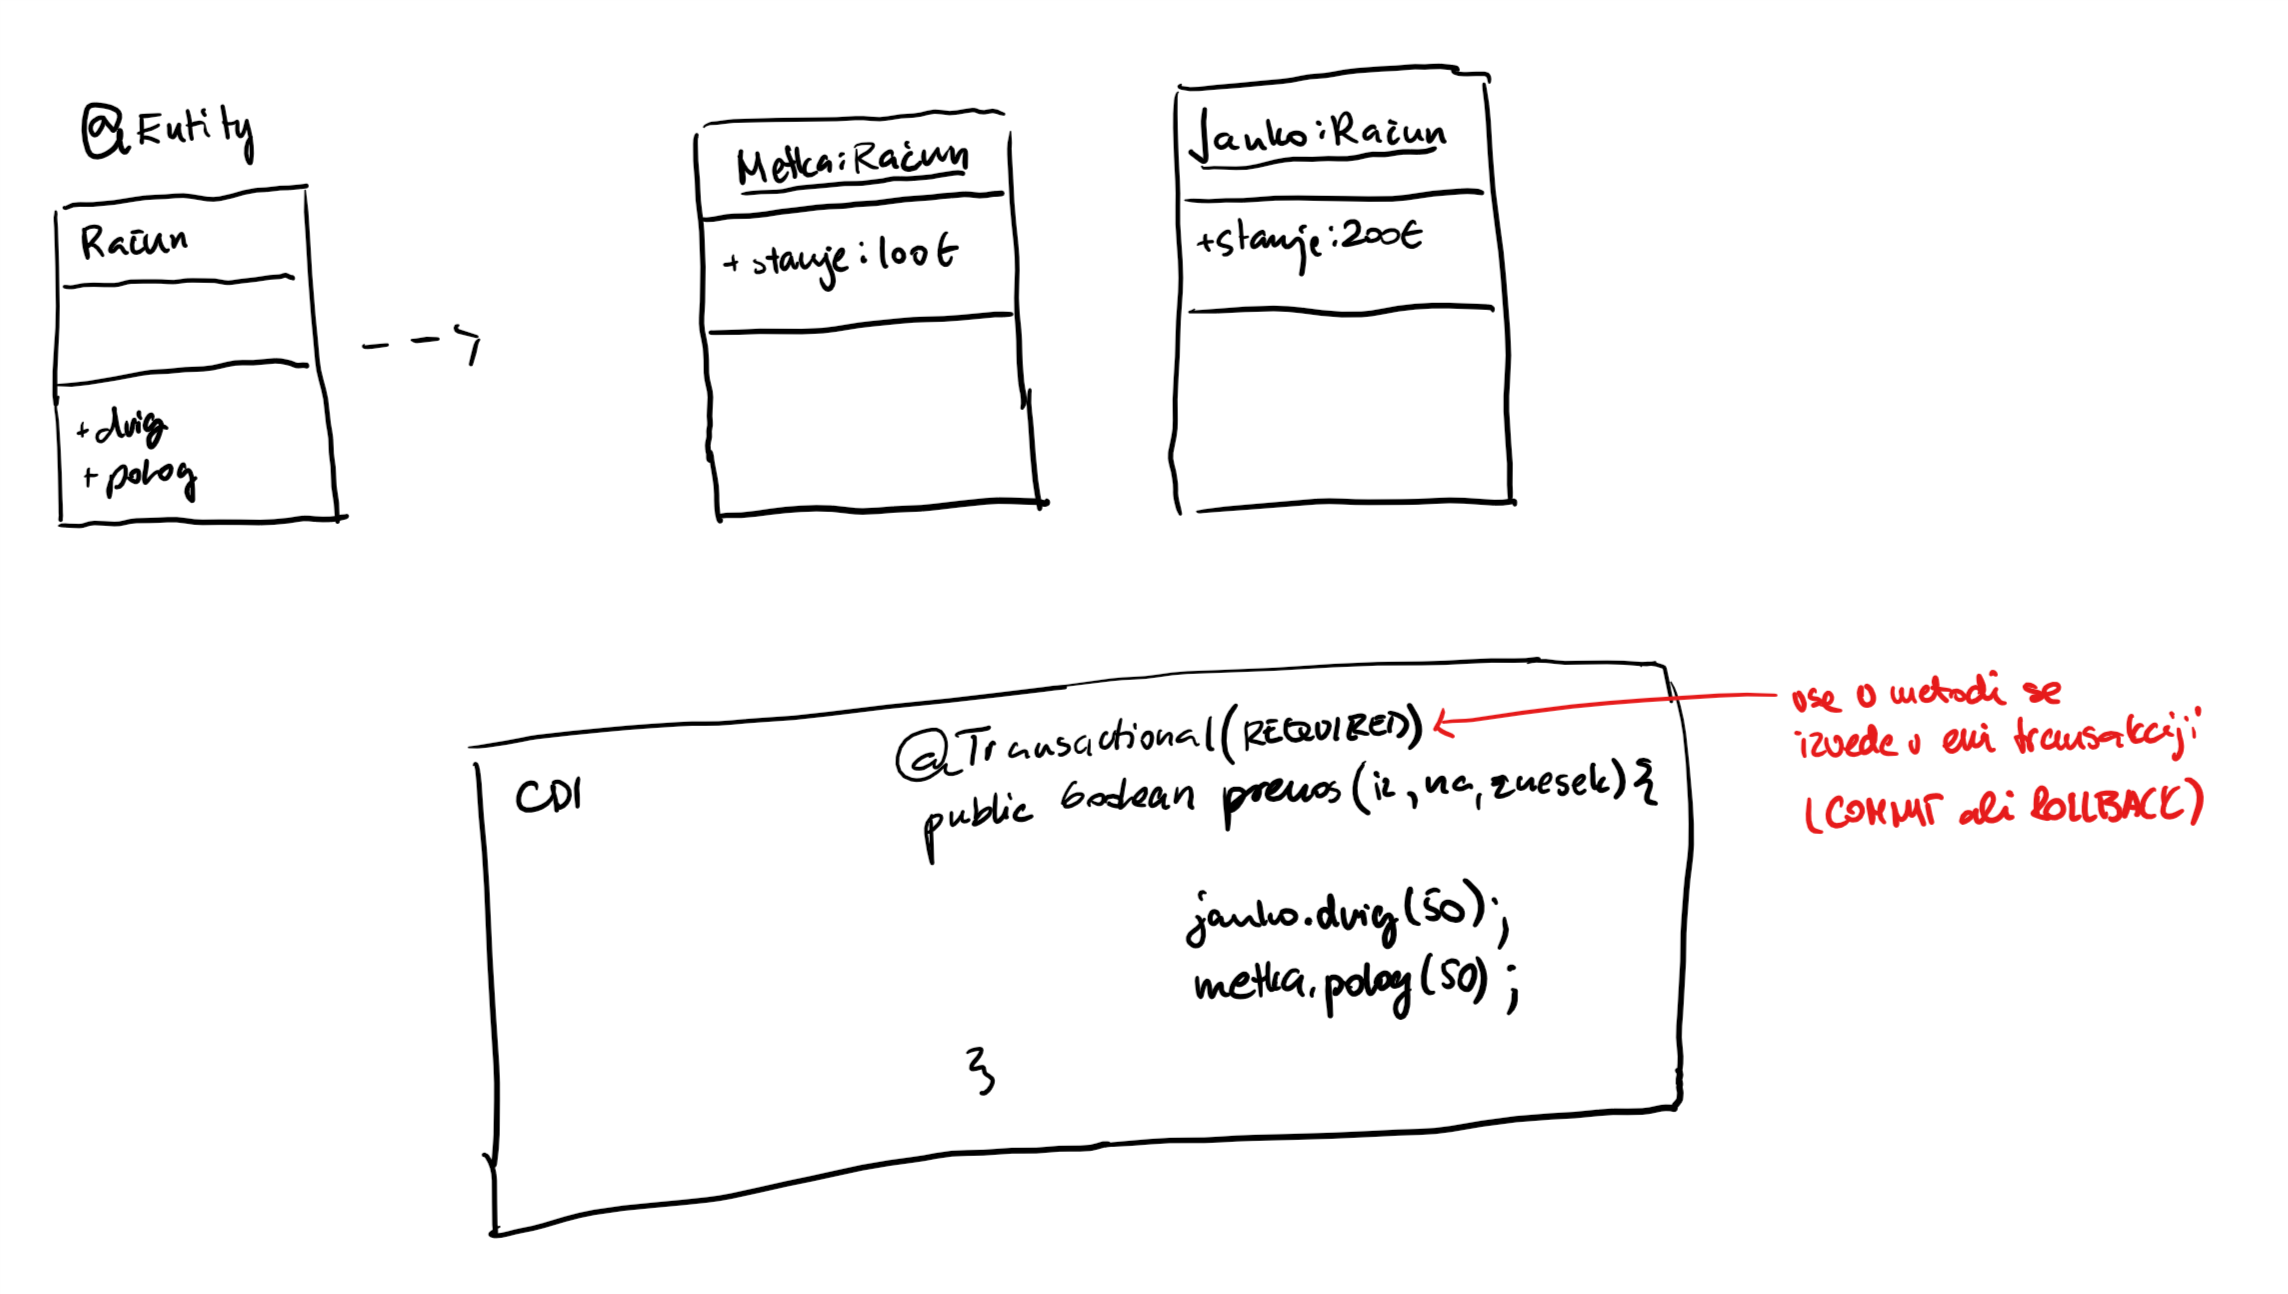 @Entity
Račun
+ dvig
+ polog
Metka:Račun
+ stanje:100€
Janko:Račun
+stanje:200€
CDI
@Transactional(REQUIRED)
public boolean prenos(iz, na, znesek){
janko.dvig(50);
metka.polog(50);
}
vse v metodi se
izvede v eni transakciji
(COMMIT ali ROLLBACK)